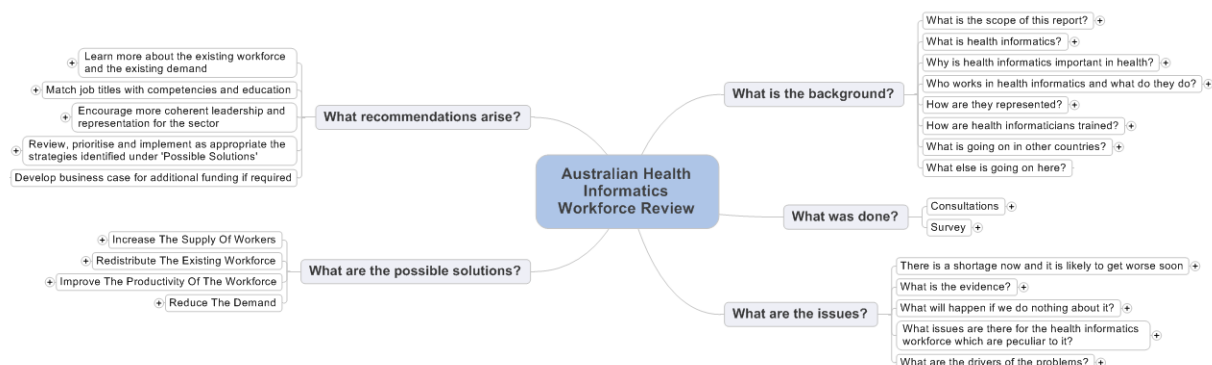 What is the scope of this report?
What is health informatics?
Why is health informatics important in health?
Who works in health informatics and what do they do?
What is the background?
How are they represented?
How are health informaticians trained?
What is going on in other countries?
What else is going on here?
Learn more about the existing workforce
and the existing demand
Match job titles with competencies and education
Encourage more coherent leadership and
representation for the sector
What recommendations arise?
Review, prioritise and implement as appropriate the
strategies identified under 'Possible Solutions'
Develop business case for additional funding if required
Australian Health
Informatics
Workforce Review
What was done?
Consultations
Survey
Increase The Supply Of Workers
Redistribute The Existing Workforce
What are the possible solutions?
Improve The Productivity Of The Workforce
Reduce The Demand
There is a shortage now and it is likely to get worse soon
What is the evidence?
What are the issues?
What will happen if we do nothing about it?
What issues are there for the health informatics
workforce which are peculiar to it?
What are the drivers of the problems?